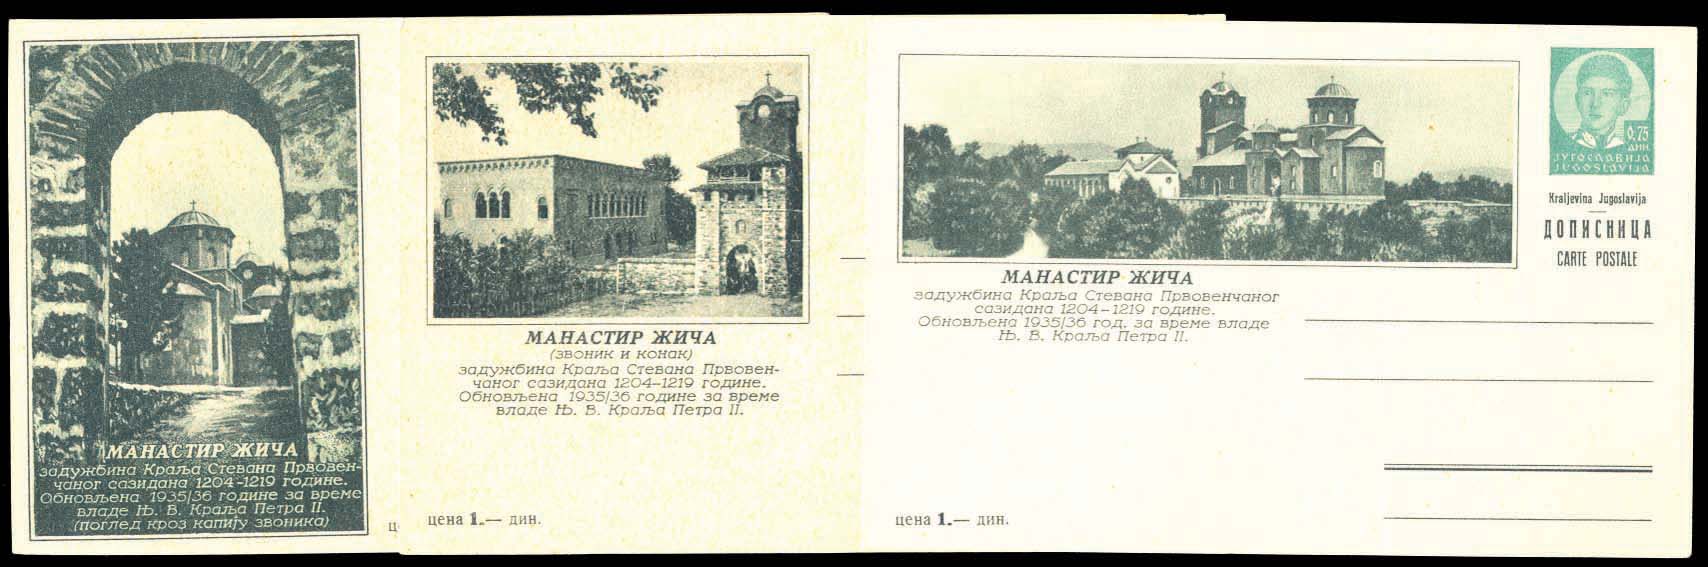 МАНАСТИР ЖИЧА
задужбина Краља Стевана Првовен-
чаног сазидана 1204-1219 године.
Обновљена 1935/36 године за време
владе Њ. В. Краља Петра II.
(поглед кроз капију звоника)
ц
МАНАСТИР ЖИЧА
(звоник и конак)
задужбина Краља Стевана Првовен-
чаног сазидана 1204-1219 године.
Обновљена 1935/36 године за време
владе Њ. В. Краља Петра II.
цена 1.— дин.
МАНАСТИР ЖИЧА
задужбина Краља Стевана Првовенчаног
сазидана 1204-1219 године.
Обновљена 1935/36 год. за време владе
Њ. В. Краља Петра II.
цена 1.— дин.
0.75
ДИН.
ЈУГОСЛАВИЈА
JUGOSLAVIJA
Kraljevina Jugoslavija
ДОПИСНИЦА
CARTE POSTALE